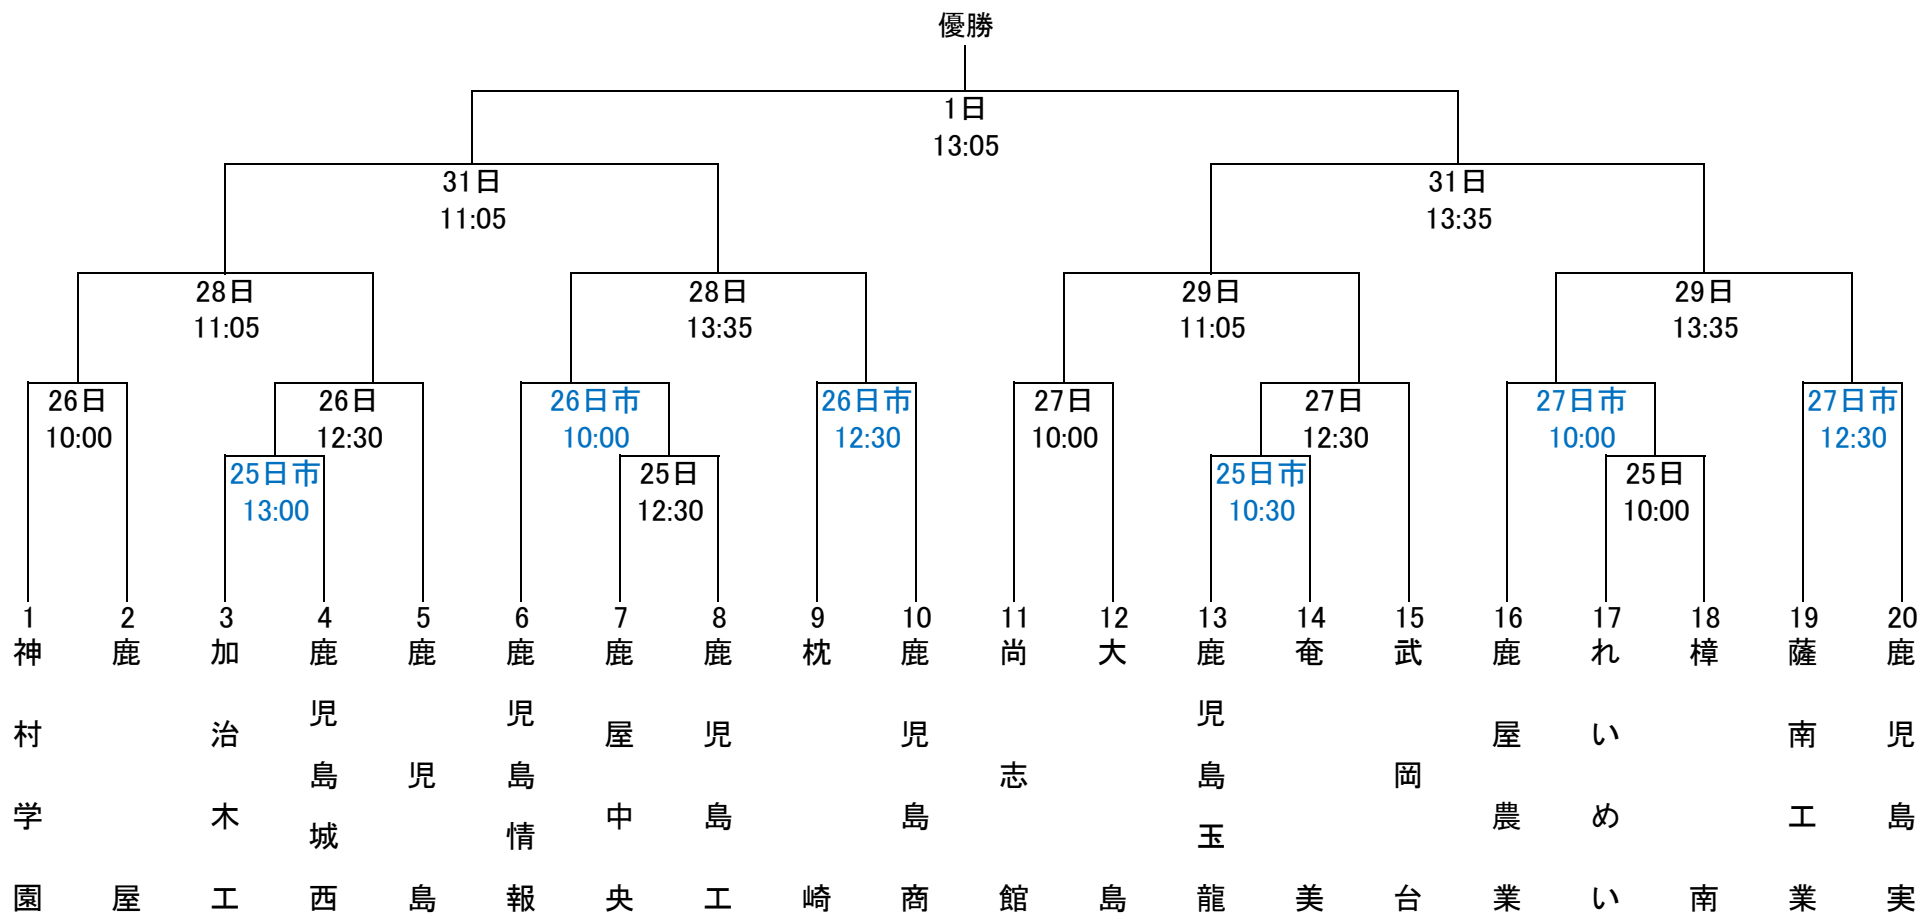 優勝
1日
13:05
31日
11:05
31日
13:35
28日
11:05
28日
13:35
29日
11:05
29日
13:35
26日
10:00
26日
12:30
26日市
10:00
26日市
12:30
27日
10:00
27日
12:30
27日市
10:00
27日市
12:30
25日市
13:00
25日
12:30
25日市
10:30
25日
10:00
1
神村学園
2
鹿屋
3
加治木工
4
鹿児島城西
5
鹿児島
6
鹿児島情報
7
鹿屋中央
8
鹿児島工
9
枕崎
10
鹿児島商
11
尚志館
12
大島
13
鹿児島玉龍
14
奄美
15
武岡台
16
鹿屋農業
17
れいめい
18
樟南
19
薩南工業
20
鹿児島実